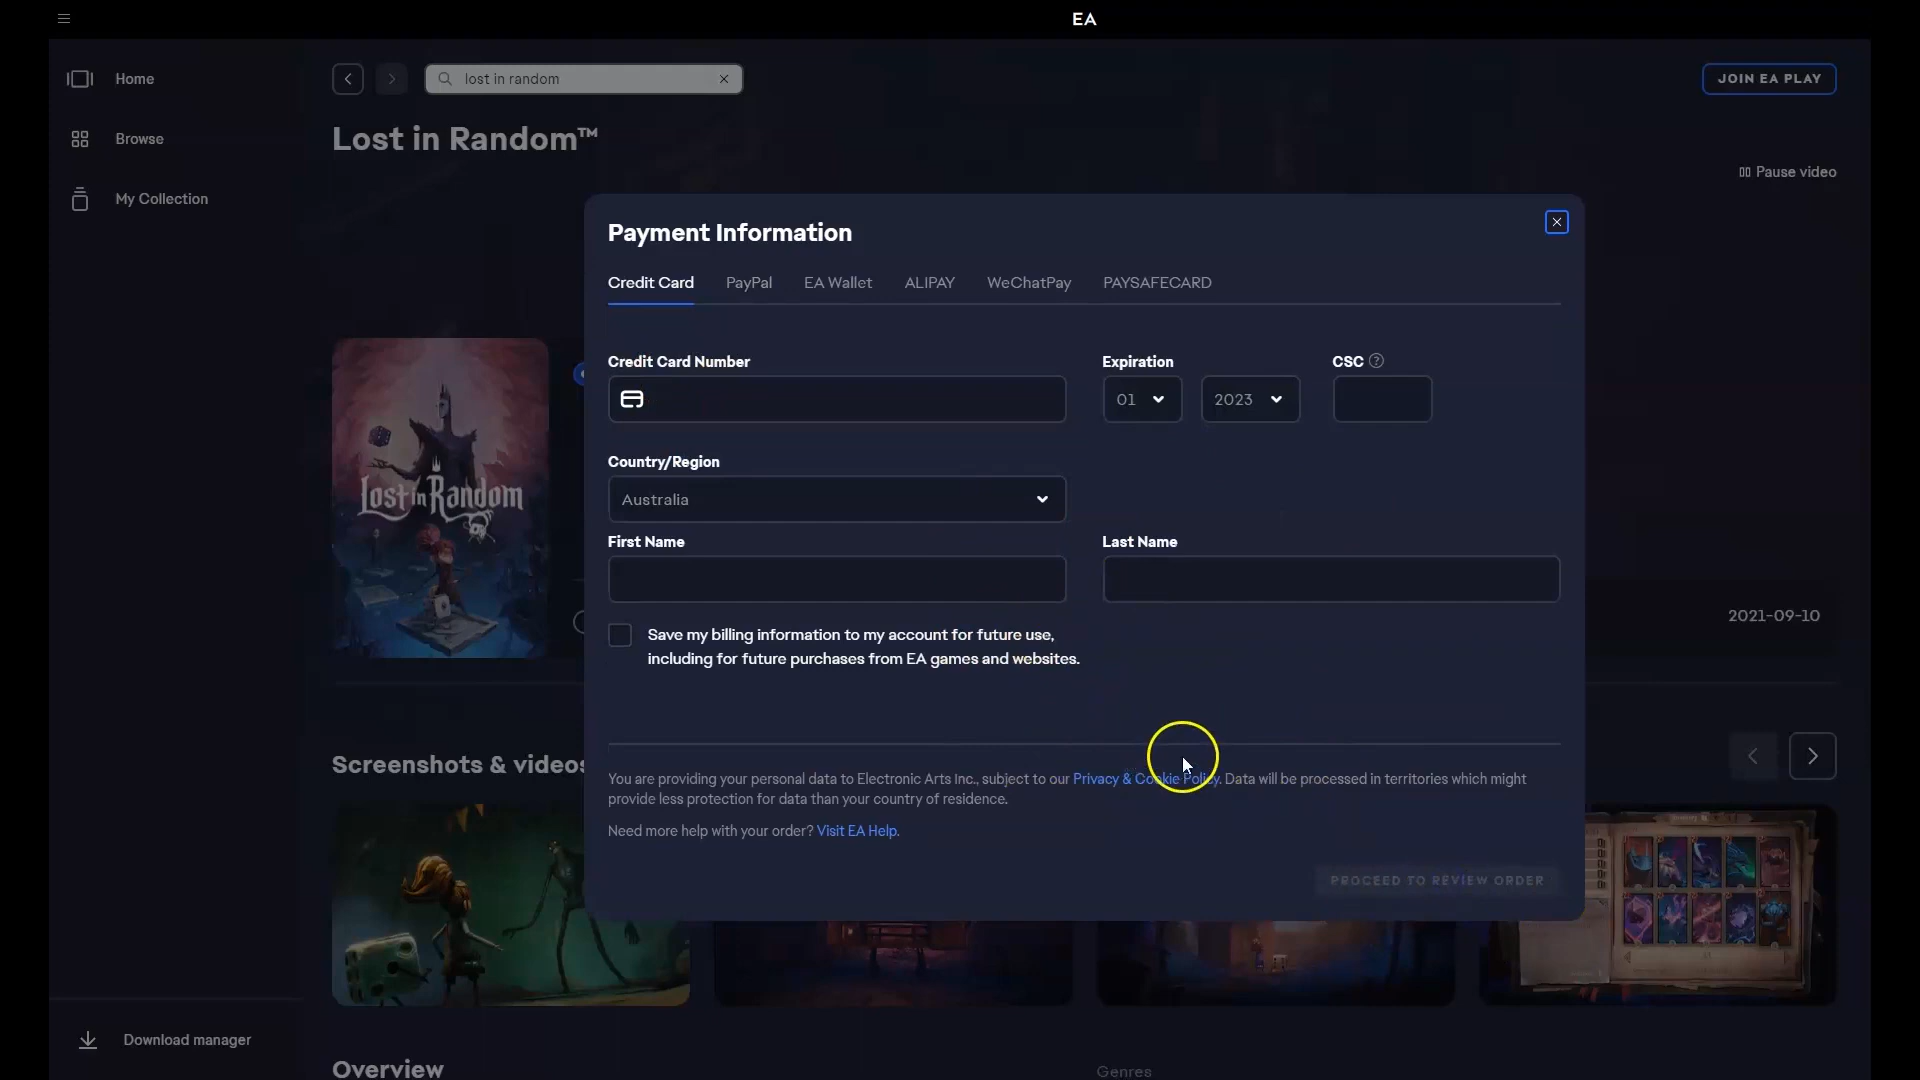 EA
Home
Browse
My Collection
lost in random
JOIN EA PLAY
Lost in Random™
Pause video
Payment Information
Credit Card
PayPal
EA Wallet
ALIPAY
WeChatPay
PAYSAFECARD
Credit Card Number
Expiration
CSC
01
2023
Country/Region
Australia
First Name
Last Name
Save my billing information to my account for future use,
including for future purchases from EA games and websites.
Lost in Random
2021-09-10
Screenshots & videos
You are providing your personal data to Electronic Arts Inc., subject to our Privacy & Cookie Policy. Data will be processed in territories which might
provide less protection for data than your country of residence.
Need more help with your order? Visit EA Help.
PROCEED TO REVIEW ORDER
Download manager
Overview
Genres